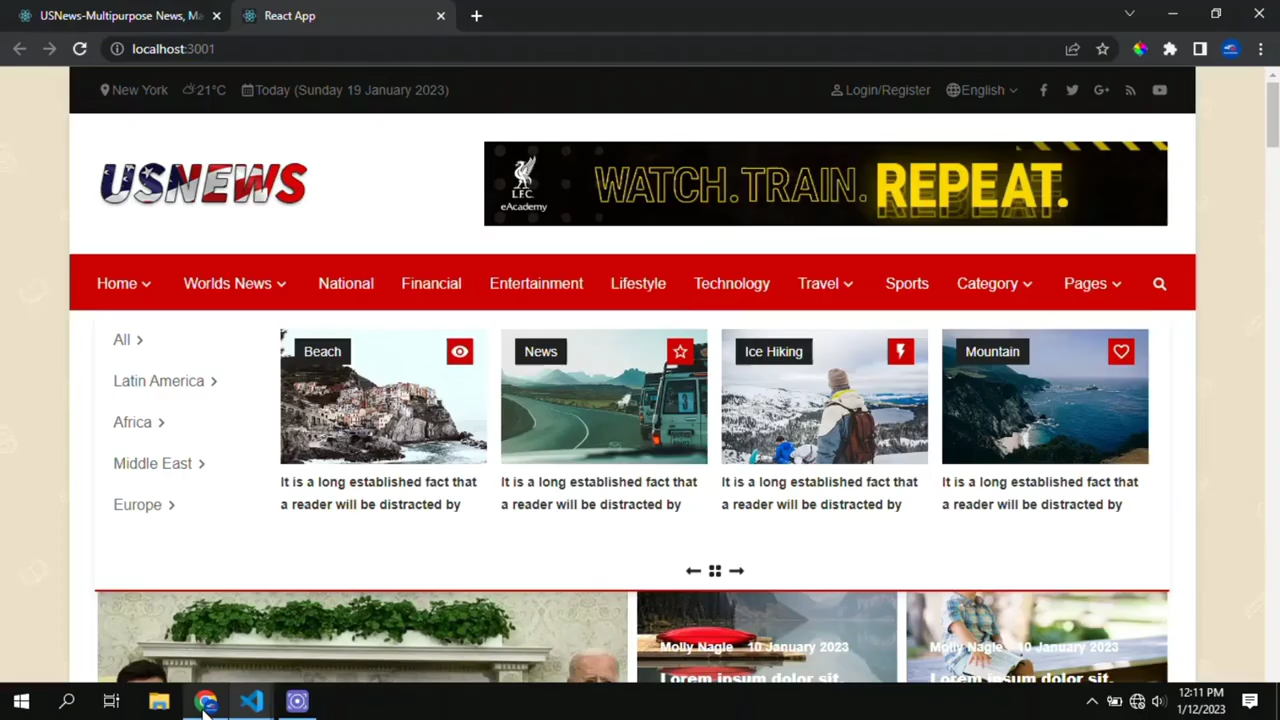 USNews-Multipurpose News, Ma
React App
localhost:3001
New York
21°C
Today (Sunday 19 January 2023)
Login/Register
English
USNEWS
L.F.C.
eAcademy
WATCH.TRAIN.
REPEAT.
Home
Worlds News
National
Financial
Entertainment
Lifestyle
Technology
Travel
Sports
Category
Pages
All
Latin America
Africa
Middle East
Europe
Beach
News
Ice Hiking
Mountain
It is a long established fact that
a reader will be distracted by
It is a long established fact that
a reader will be distracted by
It is a long established fact that
a reader will be distracted by
It is a long established fact that
a reader will be distracted by
Molly Nagle 10 January 2023
Lorem ipsum dolor sit.
Molly Nagle 10 January 2023
Lorem ipsum dolor sit.
12:11 PM
1/12/2023